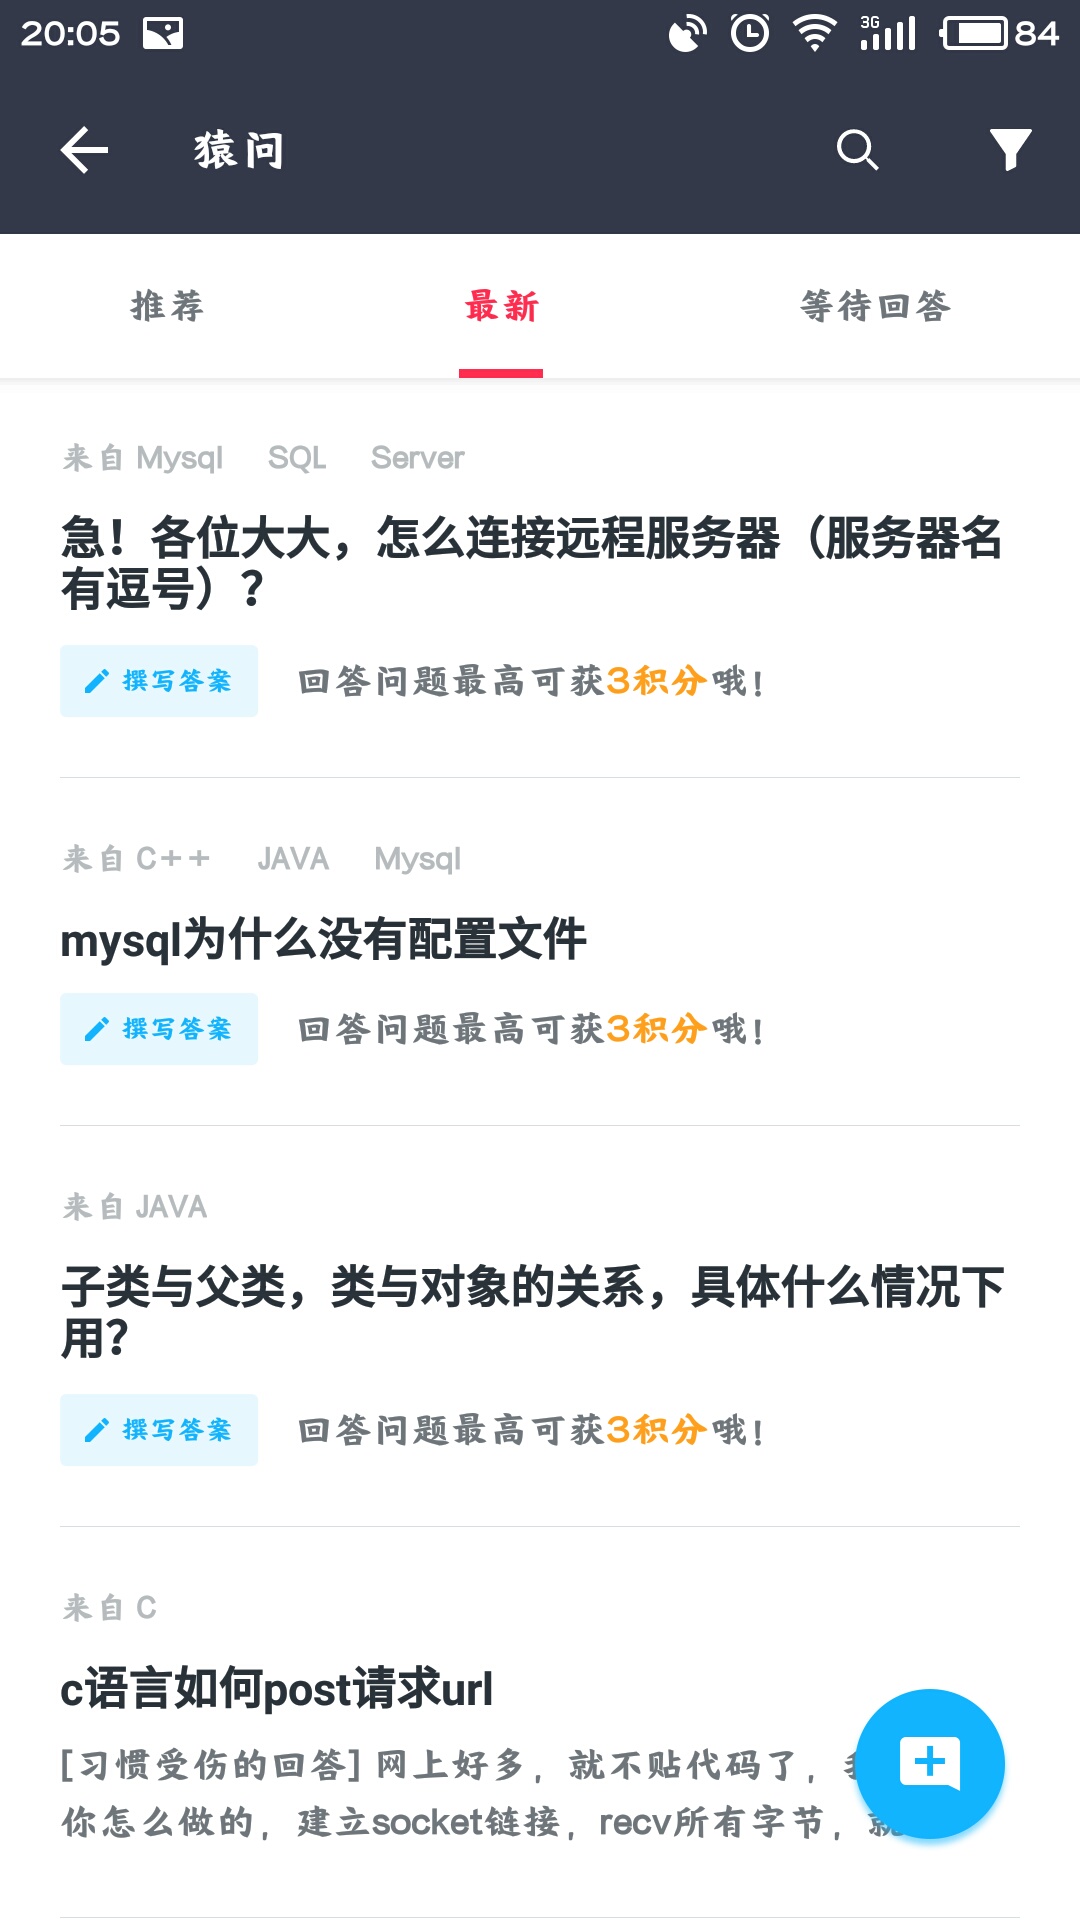 20:05 3G 84
猿问
推荐 最新 等待回答
来自 Mysql SQL Server
急！各位大大，怎么连接远程服务器（服务器名
有逗号）？
撰写答案 回答问题最高可获3积分哦！
来自 C++ JAVA Mysql
mysql为什么没有配置文件
撰写答案 回答问题最高可获3积分哦！
来自 JAVA
子类与父类，类与对象的关系，具体什么情况下
用？
撰写答案 回答问题最高可获3积分哦！
来自 C
c语言如何post请求url
[习惯受伤的回答] 网上好多，就不贴代码了，
你怎么做的，建立socket链接，recv所有字节，